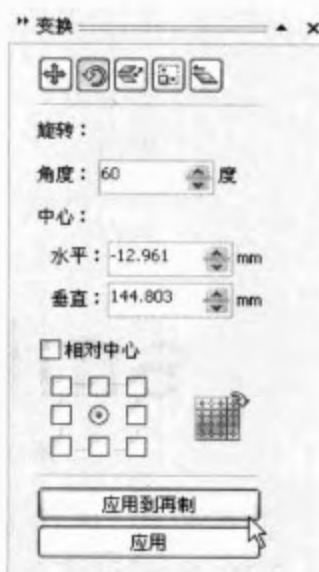 变换
旋转：
角度：60 度
中心：
水平：-12.961 mm
垂直：144.803 mm
相对中心
应用到再制
应用